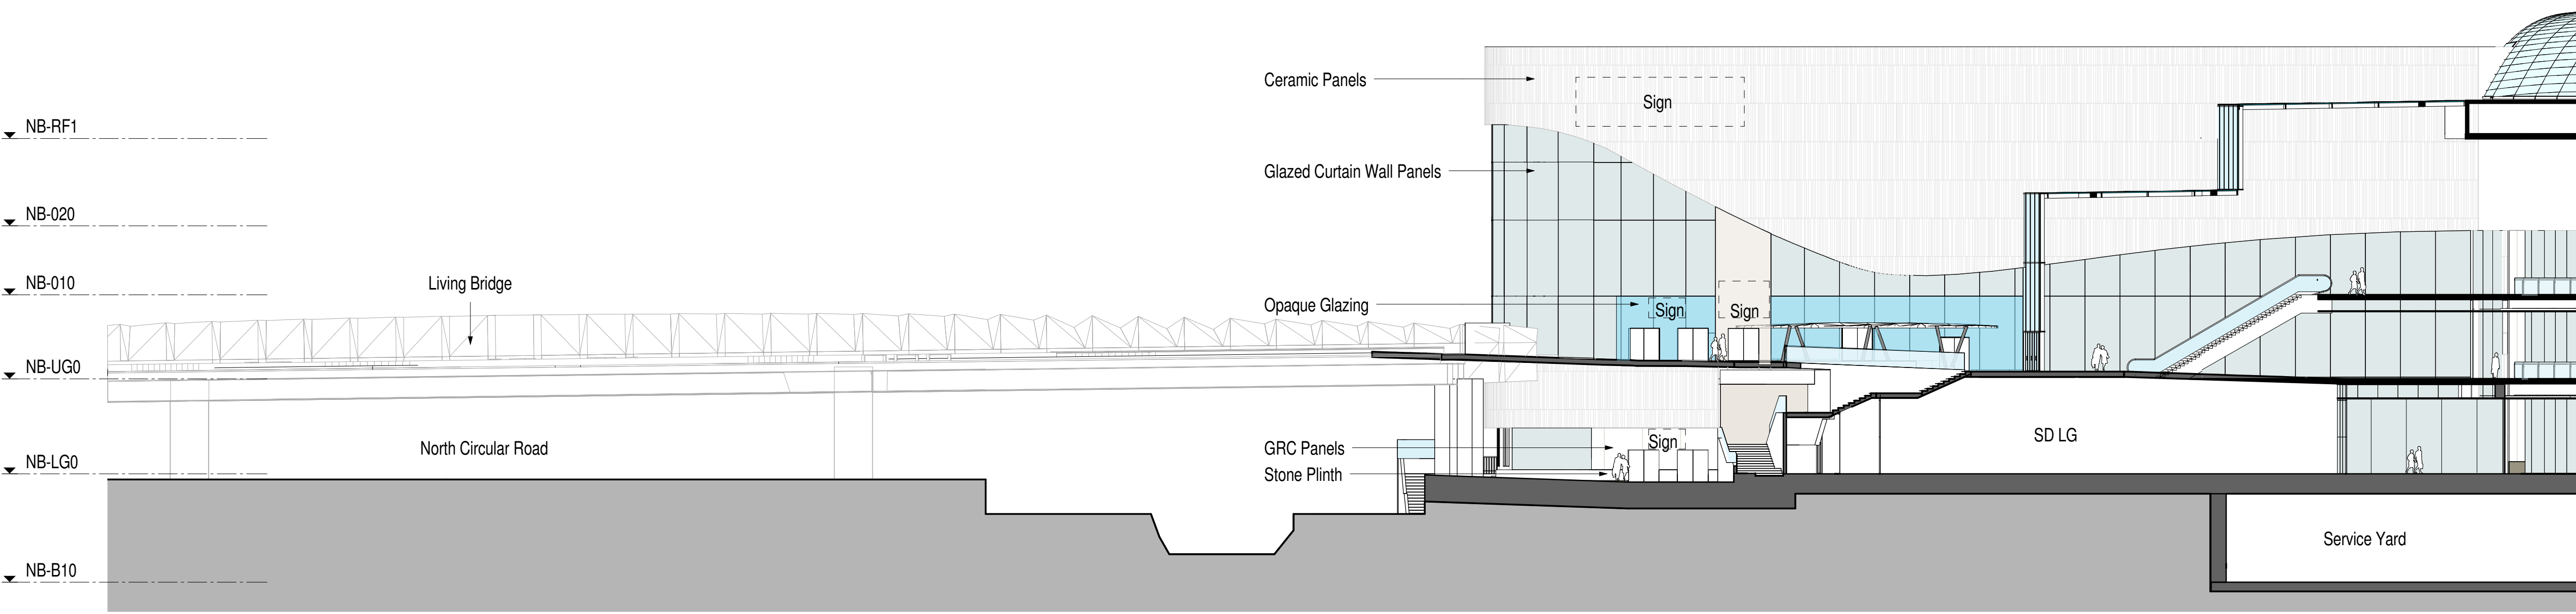 Ceramic Panels
Sign
NB-RF1
Glazed Curtain Wall Panels
NB-020
NB-010
Living Bridge
Opaque Glazing
Sign
Sign
NB-UG0
SD LG
North Circular Road
GRC Panels
Sign
NB-LG0
Stone Plinth
Service Yard
NB-B10